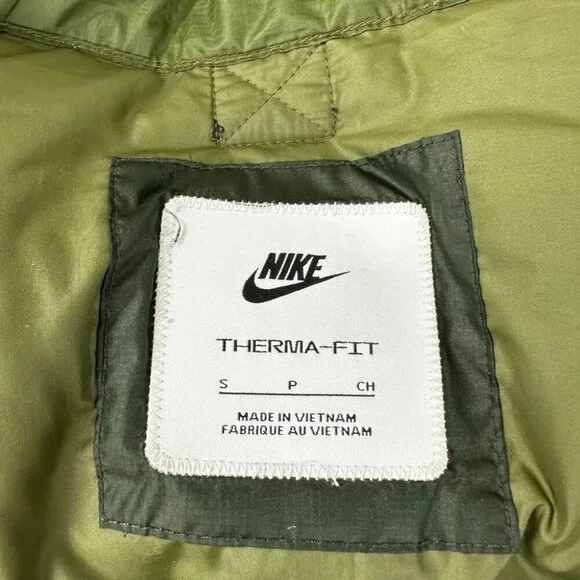 NIKE
THERMA-FIT
S P CH
MADE IN VIETNAM
FABRIQUE AU VIETNAM